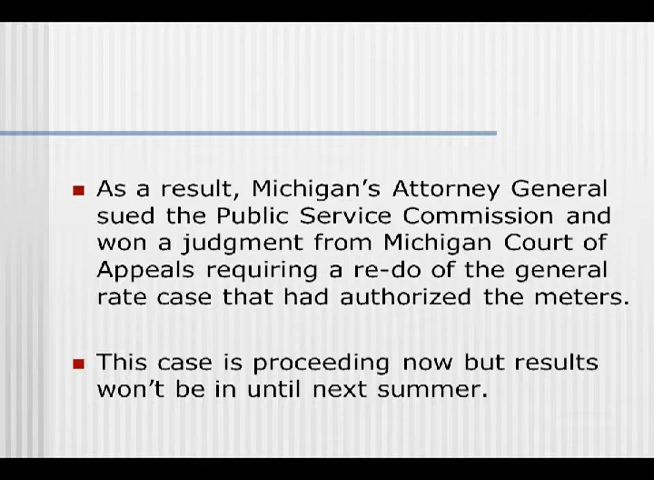 As a result, Michigan's Attorney General
sued the Public Service Commission and
won a judgment from Michigan Court of
Appeals requiring a re-do of the general
rate case that had authorized the meters.
This case is proceeding now but results
won't be in until next summer.